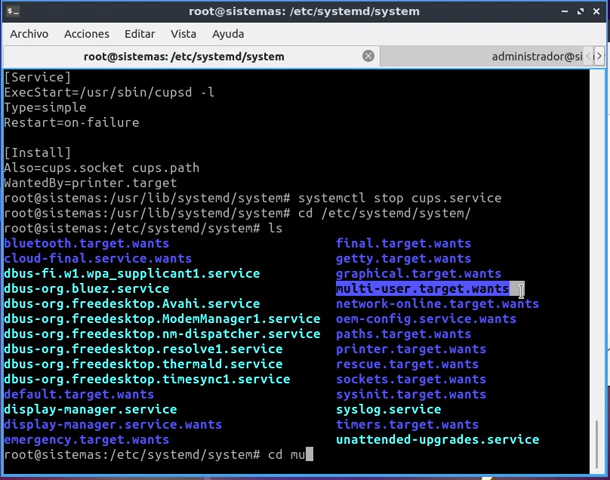 root@sistemas: /etc/systemd/system
Archivo Acciones Editar Vista Ayuda
root@sistemas: /etc/systemd/system administrador@si
[Service]
ExecStart=/usr/sbin/cupsd -l
Type=simple
Restart=on-failure
[Install]
Also=cups.socket cups.path
WantedBy=printer.target
root@sistemas:/usr/lib/systemd/system# systemctl stop cups.service
root@sistemas:/usr/lib/systemd/system# cd /etc/systemd/system/
root@sistemas:/etc/systemd/system# ls
bluetooth.target.wants final.target.wants
cloud-final.service.wants getty.target.wants
dbus-fi.w1.wpa_supplicant1.service graphical.target.wants
dbus-org.bluez.service multi-user.target.wants
dbus-org.freedesktop.Avahi.service network-online.target.wants
dbus-org.freedesktop.ModemManager1.service oem-config.service.wants
dbus-org.freedesktop.nm-dispatcher.service paths.target.wants
dbus-org.freedesktop.resolve1.service printer.target.wants
dbus-org.freedesktop.thermald.service rescue.target.wants
dbus-org.freedesktop.timesync1.service sockets.target.wants
default.target.wants sysinit.target.wants
display-manager.service syslog.service
display-manager.service.wants timers.target.wants
emergency.target.wants unattended-upgrades.service
root@sistemas:/etc/systemd/system# cd mu